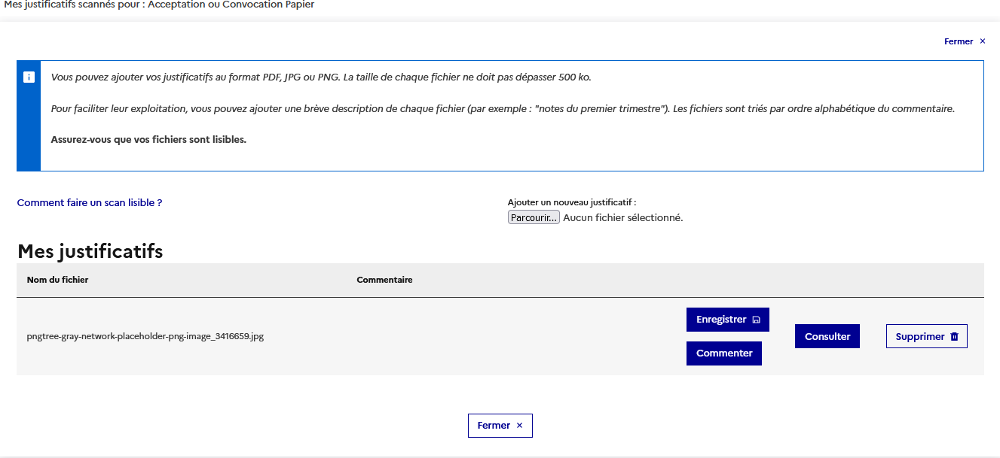 Mes justificatifs scannés pour : Acceptation ou Convocation Papier
Fermer ×
Vous pouvez ajouter vos justificatifs au format PDF, JPG ou PNG. La taille de chaque fichier ne doit pas dépasser 500 ko.
Pour faciliter leur exploitation, vous pouvez ajouter une brève description de chaque fichier (par exemple : "notes du premier trimestre"). Les fichiers sont triés par ordre alphabétique du commentaire.
Assurez-vous que vos fichiers sont lisibles.
Comment faire un scan lisible ?
Ajouter un nouveau justificatif :
Parcourir... Aucun fichier sélectionné.
Mes justificatifs
Nom du fichier Commentaire
pngtree-gray-network-placeholder-png-image_3416659.jpg
Enregistrer
Commenter
Consulter
Supprimer
Fermer ×